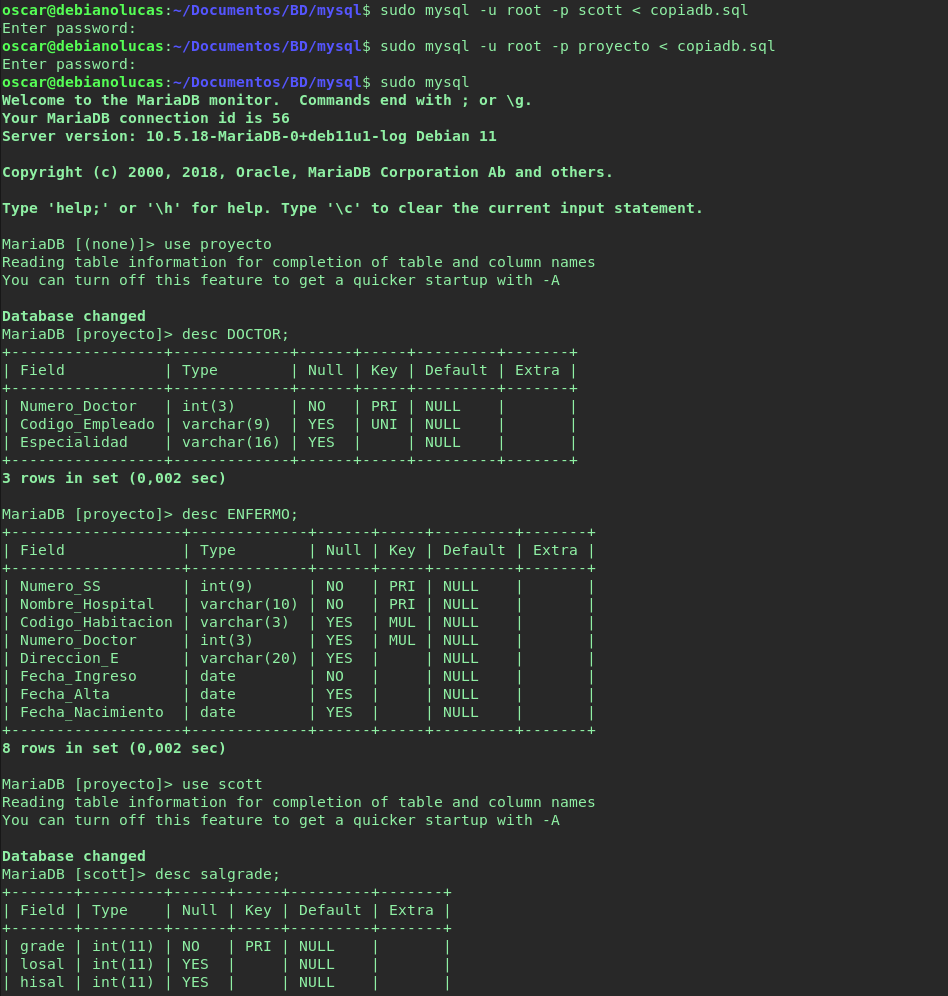 oscar@debianolucas:~/Documentos/BD/mysql$ sudo mysql -u root -p scott < copiadb.sql
Enter password:
oscar@debianolucas:~/Documentos/BD/mysql$ sudo mysql -u root -p proyecto < copiadb.sql
Enter password:
oscar@debianolucas:~/Documentos/BD/mysql$ sudo mysql
Welcome to the MariaDB monitor.  Commands end with ; or \g.
Your MariaDB connection id is 56
Server version: 10.5.18-MariaDB-0+deb11u1-log Debian 11

Copyright (c) 2000, 2018, Oracle, MariaDB Corporation Ab and others.

Type 'help;' or '\h' for help. Type '\c' to clear the current input statement.

MariaDB [(none)]> use proyecto
Reading table information for completion of table and column names
You can turn off this feature to get a quicker startup with -A

Database changed
MariaDB [proyecto]> desc DOCTOR;
+-----------------+-------------+------+-----+---------+-------+
| Field           | Type        | Null | Key | Default | Extra |
+-----------------+-------------+------+-----+---------+-------+
| Numero_Doctor   | int(3)      | NO   | PRI | NULL    |       |
| Codigo_Empleado | varchar(9)  | YES  | UNI | NULL    |       |
| Especialidad    | varchar(16) | YES  |     | NULL    |       |
+-----------------+-------------+------+-----+---------+-------+
3 rows in set (0,002 sec)

MariaDB [proyecto]> desc ENFERMO;
+-------------------+-------------+------+-----+---------+-------+
| Field             | Type        | Null | Key | Default | Extra |
+-------------------+-------------+------+-----+---------+-------+
| Numero_SS         | int(9)      | NO   | PRI | NULL    |       |
| Nombre_Hospital   | varchar(10) | NO   | PRI | NULL    |       |
| Codigo_Habitacion | varchar(3)  | YES  | MUL | NULL    |       |
| Numero_Doctor     | int(3)      | YES  | MUL | NULL    |       |
| Direccion_E       | varchar(20) | YES  |     | NULL    |       |
| Fecha_Ingreso     | date        | NO   |     | NULL    |       |
| Fecha_Alta        | date        | YES  |     | NULL    |       |
| Fecha_Nacimiento  | date        | YES  |     | NULL    |       |
+-------------------+-------------+------+-----+---------+-------+
8 rows in set (0,002 sec)

MariaDB [proyecto]> use scott
Reading table information for completion of table and column names
You can turn off this feature to get a quicker startup with -A

Database changed
MariaDB [scott]> desc salgrade;
+-------+---------+------+-----+---------+-------+
| Field | Type    | Null | Key | Default | Extra |
+-------+---------+------+-----+---------+-------+
| grade | int(11) | NO   | PRI | NULL    |       |
| losal | int(11) | YES  |     | NULL    |       |
| hisal | int(11) | YES  |     | NULL    |       |